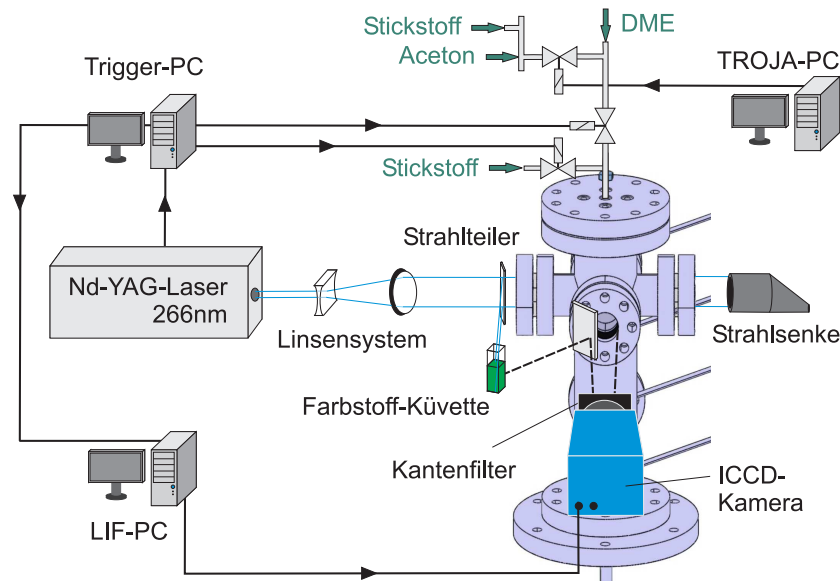 Stickstoff
DME
Aceton
Trigger-PC
TROJA-PC
Stickstoff
Strahlteiler
Nd-YAG-Laser
266nm
Linsensystem
Strahlsenke
Farbstoff-Küvette
Kantenfilter
ICCD-
Kamera
LIF-PC